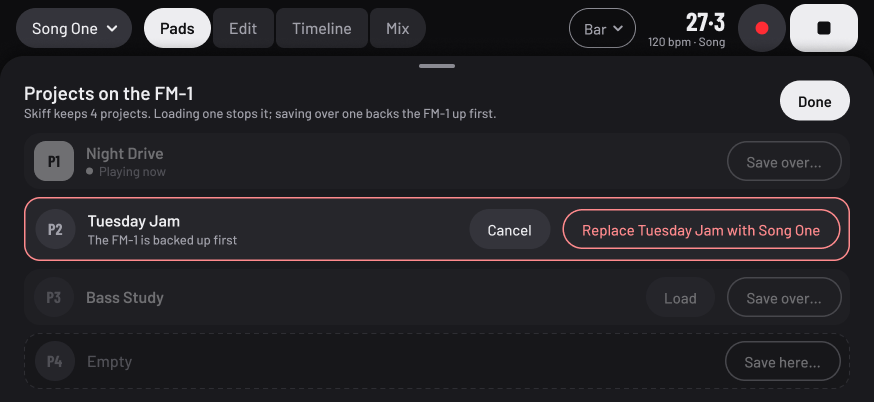 Song One
Pads
Edit
Timeline
Mix
Bar
27·3
120 bpm · Song
Projects on the FM-1
Skiff keeps 4 projects. Loading one stops it; saving over one backs the FM-1 up first.
Done
P1
Night Drive
Playing now
Save over...
P2
Tuesday Jam
The FM-1 is backed up first
Cancel
Replace Tuesday Jam with Song One
P3
Bass Study
Load
Save over...
P4
Empty
Save here...